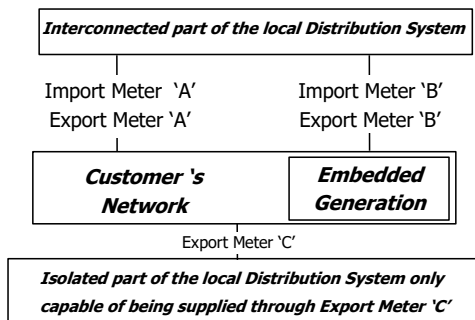 Interconnected part of the local Distribution System
Import Meter ‘A’
Export Meter ‘A’
Import Meter ‘B’
Export Meter ‘B’
Customer ‘s
Network
Embedded
Generation
Export Meter ‘C’
Isolated part of the local Distribution System only
capable of being supplied through Export Meter ‘C’